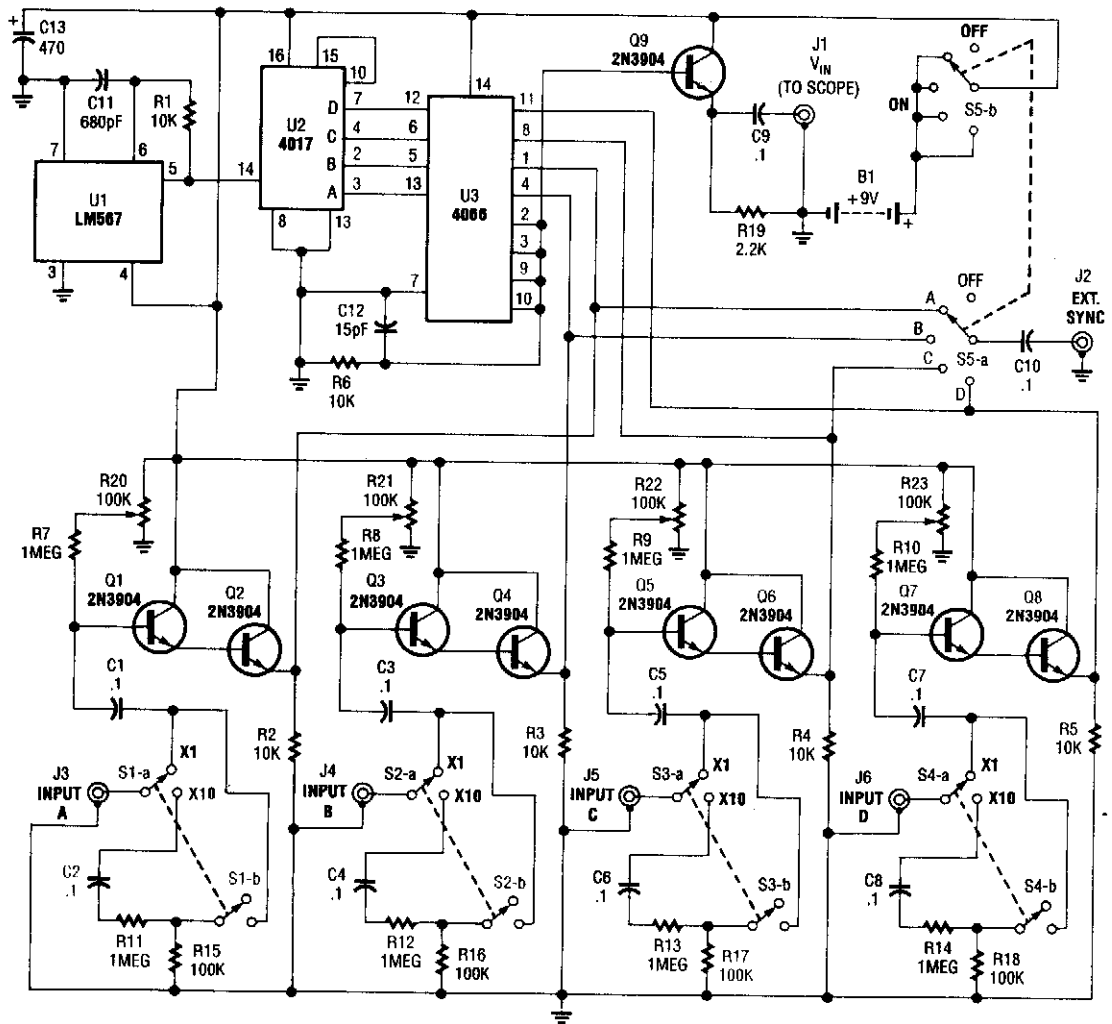 C13
470
C11
680pF
R1
10K
7
6
5
U1
LM567
3
4
16
15
10
14
U2
4017
D
7
C
4
B
2
A
3
8
13
12
6
5
13
14
U3
4066
11
8
1
4
2
3
9
10
7
C12
15pF
R6
10K
Q9
2N3904
J1
VIN
(TO SCOPE)
C9
.1
R19
2.2K
B1
+9V
+
OFF
ON
S5-b
OFF
A
B
C
D
S5-a
C10
.1
J2
EXT.
SYNC
R20
100K
R7
1MEG
Q1
2N3904
Q2
2N3904
C1
.1
R2
10K
J3
INPUT
A
S1-a
X1
X10
C2
.1
S1-b
R11
1MEG
R15
100K
R21
100K
R8
1MEG
Q3
2N3904
Q4
2N3904
C3
.1
R3
10K
J4
INPUT
B
S2-a
X1
X10
C4
.1
S2-b
R12
1MEG
R16
100K
R22
100K
R9
1MEG
Q5
2N3904
Q6
2N3904
C5
.1
R4
10K
J5
INPUT
C
S3-a
X1
X10
C6
.1
S3-b
R13
1MEG
R17
100K
R23
100K
R10
1MEG
Q7
2N3904
Q8
2N3904
C7
.1
R5
10K
J6
INPUT
D
S4-a
X1
X10
C8
.1
S4-b
R14
1MEG
R18
100K